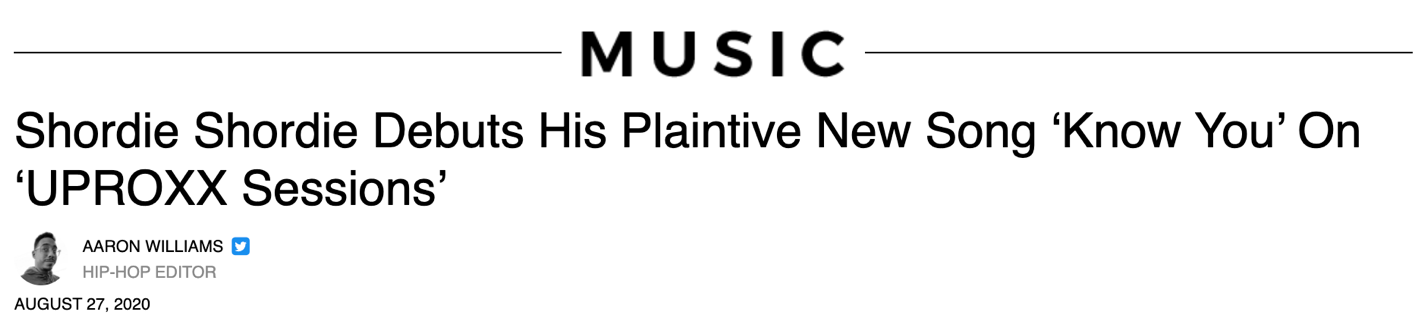 MUSIC
Shordie Shordie Debuts His Plaintive New Song ‘Know You’ On
‘UPROXX Sessions’
AARON WILLIAMS
HIP-HOP EDITOR
AUGUST 27, 2020